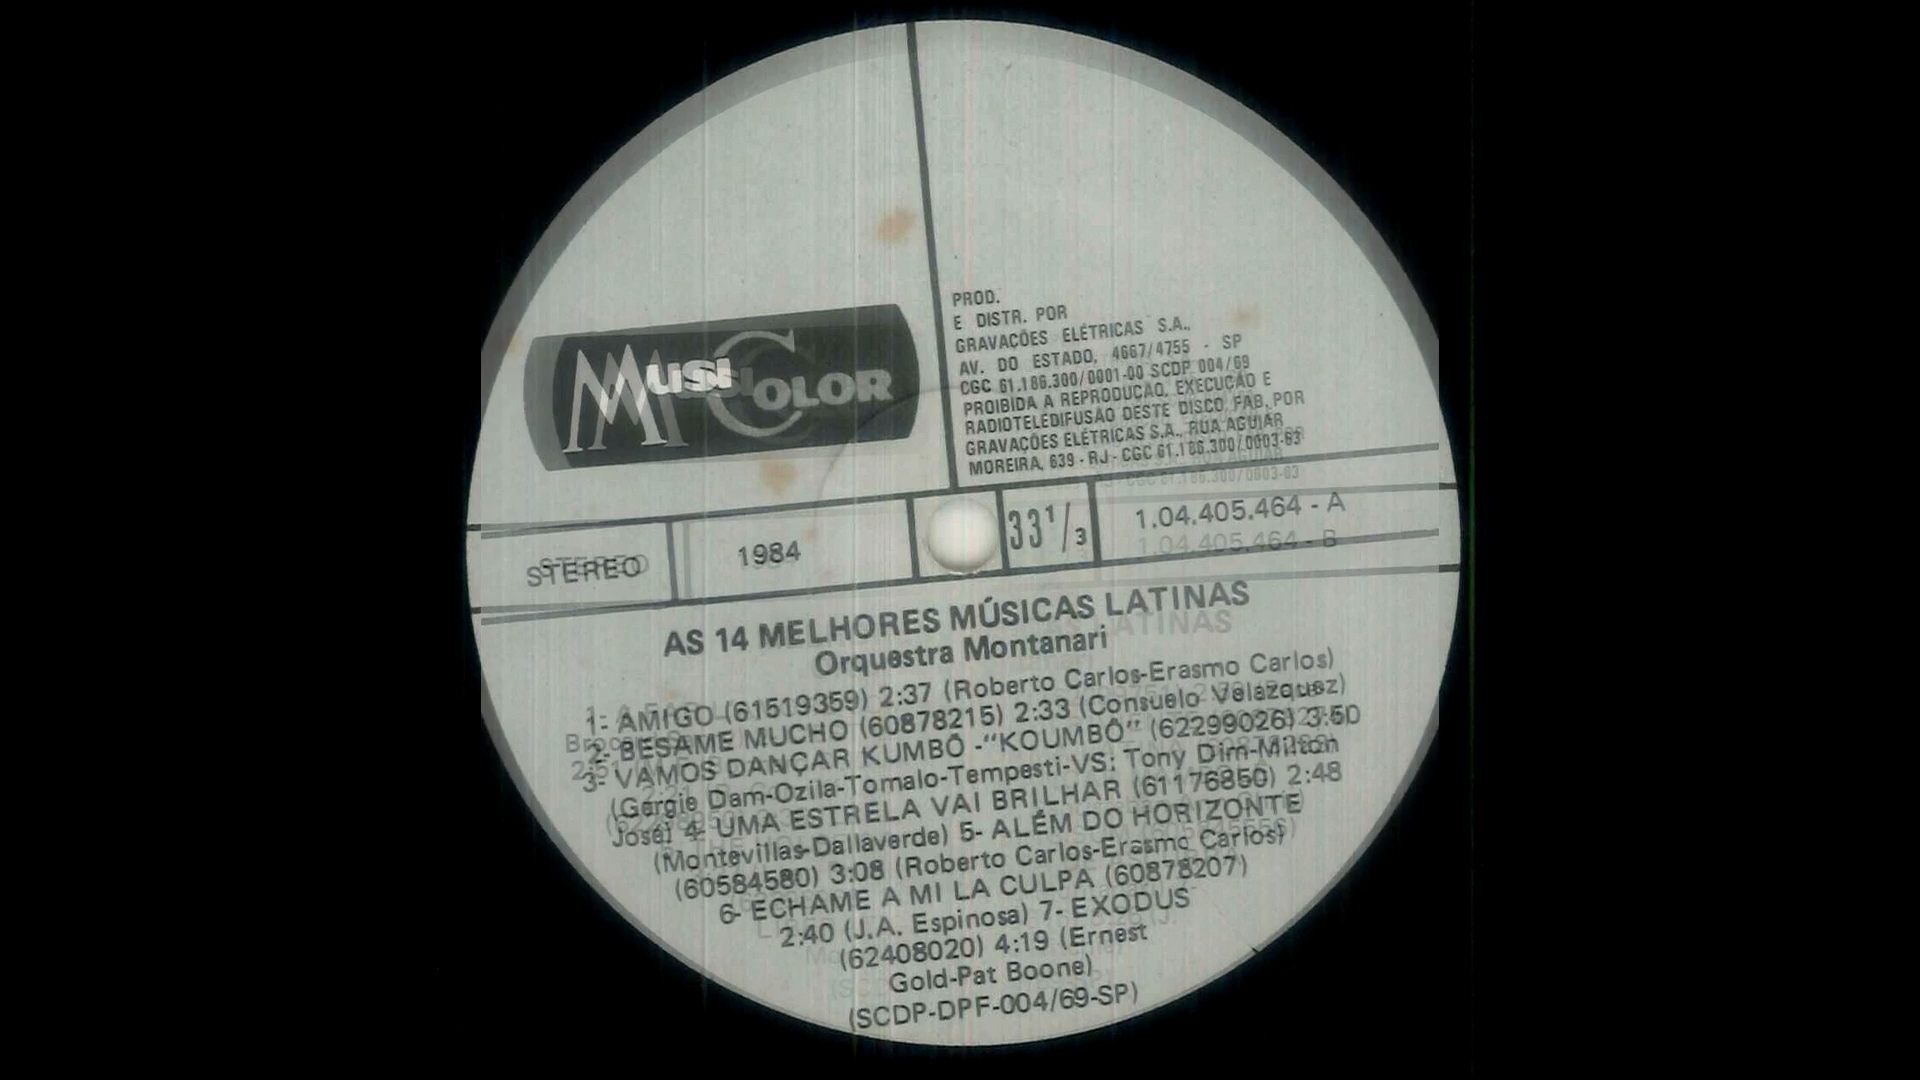 MUSICOLOR
PROD.
E DISTR. POR
GRAVAÇÕES ELÉTRICAS S.A.,
AV. DO ESTADO, 4667/4755 - SP
CGC 61.186.300/0001-00 SCDP 004/69
PROIBIDA A REPRODUÇÃO, EXECUÇÃO E
RADIOTELEDIFUSÃO DESTE DISCO, FAB. POR
GRAVAÇÕES ELÉTRICAS S.A., RUA AGUIAR
MOREIRA, 639 - RJ - CGC 61.186.300/0003-63
STEREO
1984
33 1/3
1.04.405.464 - A
1.04.405.464 - B
AS 14 MELHORES MÚSICAS LATINAS
Orquestra Montanari
1- AMIGO (61519359) 2:37 (Roberto Carlos-Erasmo Carlos)
2- BESAME MUCHO (60878215) 2:33 (Consuelo Velazquez)
3- VAMOS DANÇAR KUMBÔ -"KOUMBÔ" (62299026) 3:50
(Gergie Dam-Ozila-Tomalo-Tempesti-VS: Tony Dim-Milton
José) 4- UMA ESTRELA VAI BRILHAR (61176850) 2:48
(Montevillas-Dallaverde) 5- ALÉM DO HORIZONTE
(60584580) 3:08 (Roberto Carlos-Erasmo Carlos)
6- ECHAME A MI LA CULPA (60878207)
2:40 (J.A. Espinosa) 7- EXODUS
(62408020) 4:19 (Ernest
Gold-Pat Boone)
(SCDP-DPF-004/69-SP)